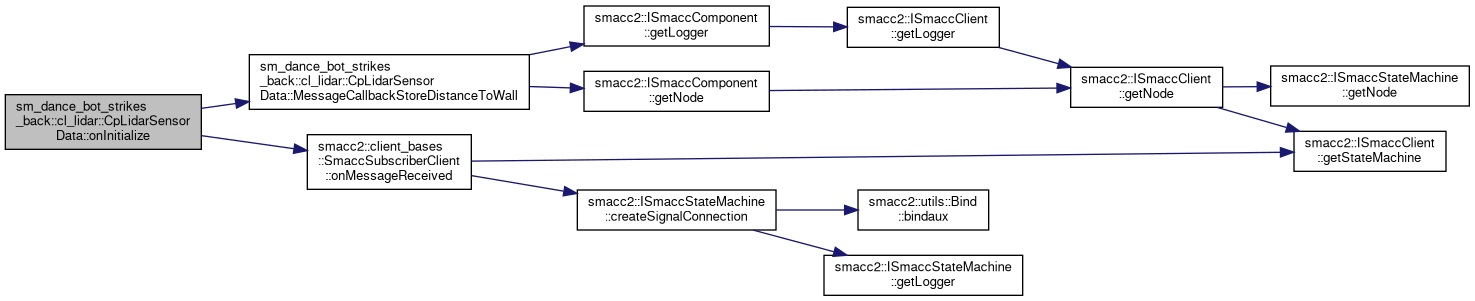 sm_dance_bot_strikes
_back::cl_lidar::CpLidarSensor
Data::onInitialize
sm_dance_bot_strikes
_back::cl_lidar::CpLidarSensor
Data::MessageCallbackStoreDistanceToWall
smacc2::ISmaccComponent
::getLogger
smacc2::ISmaccClient
::getLogger
smacc2::ISmaccComponent
::getNode
smacc2::ISmaccClient
::getNode
smacc2::ISmaccStateMachine
::getNode
smacc2::ISmaccClient
::getStateMachine
smacc2::client_bases
::SmaccSubscriberClient
::onMessageReceived
smacc2::ISmaccStateMachine
::createSignalConnection
smacc2::utils::Bind
::bindaux
smacc2::ISmaccStateMachine
::getLogger